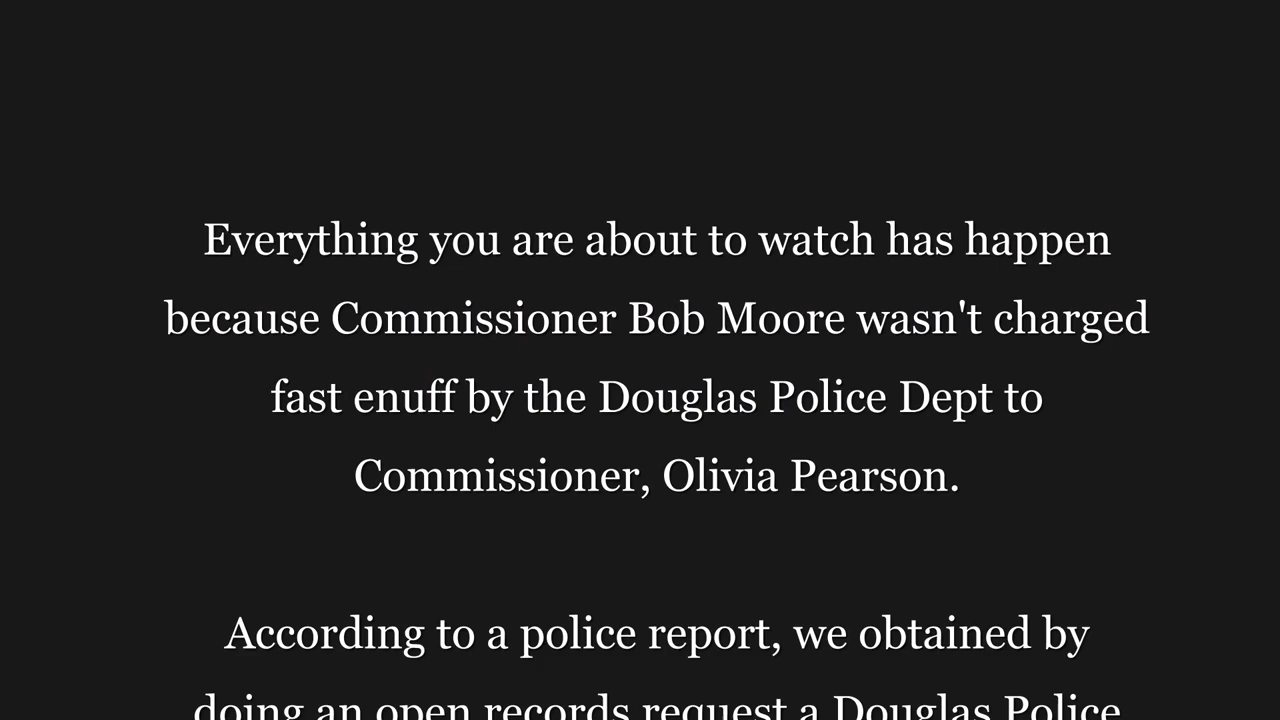 Everything you are about to watch has happen
because Commissioner Bob Moore wasn't charged
fast enuff by the Douglas Police Dept to
Commissioner, Olivia Pearson.
According to a police report, we obtained by
doing an open records request a Douglas Police